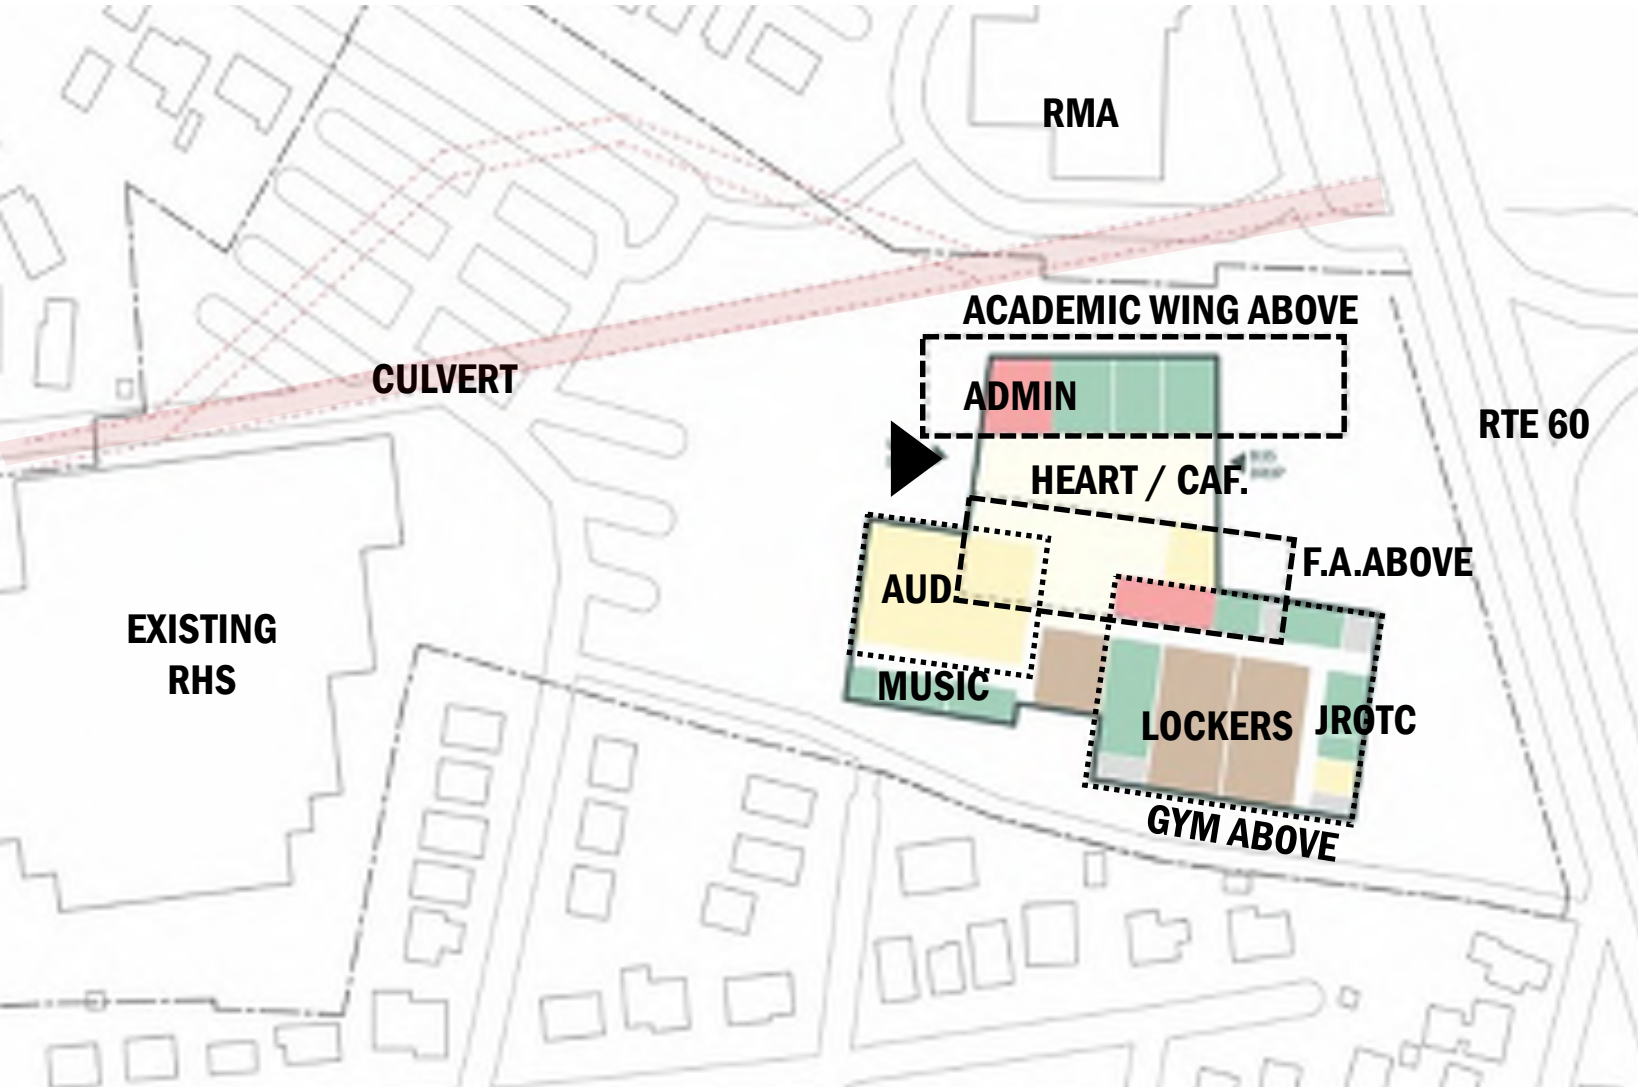 RMA
ACADEMIC WING ABOVE
CULVERT
ADMIN
RTE 60
HEART / CAF.
F.A.ABOVE
AUD.
EXISTING
RHS
MUSIC
LOCKERS
JROTC
GYM ABOVE